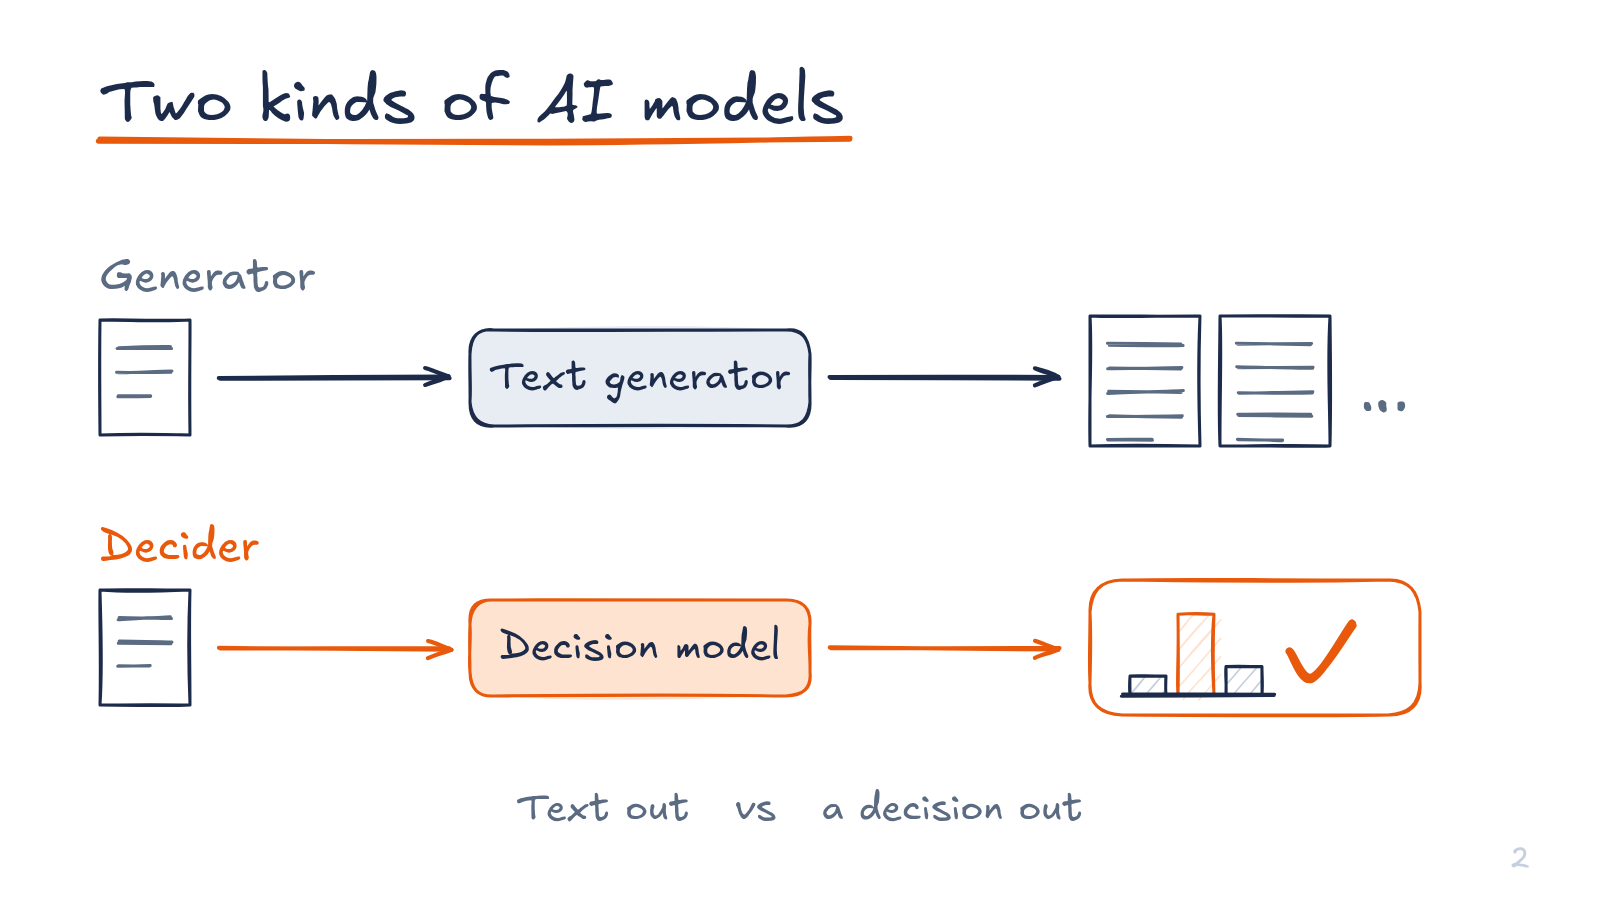 Two kinds of AI models
Generator
Text generator
...
Decider
Decision model
Text out vs a decision out
2